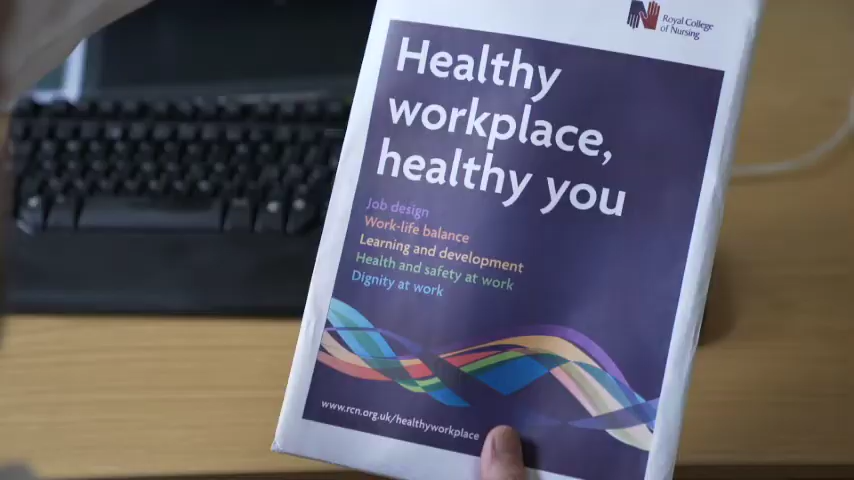 Royal College
of Nursing
Healthy
workplace,
healthy you
Job design
Work-life balance
Learning and development
Health and safety at work
Dignity at work
www.rcn.org.uk/healthyworkplace